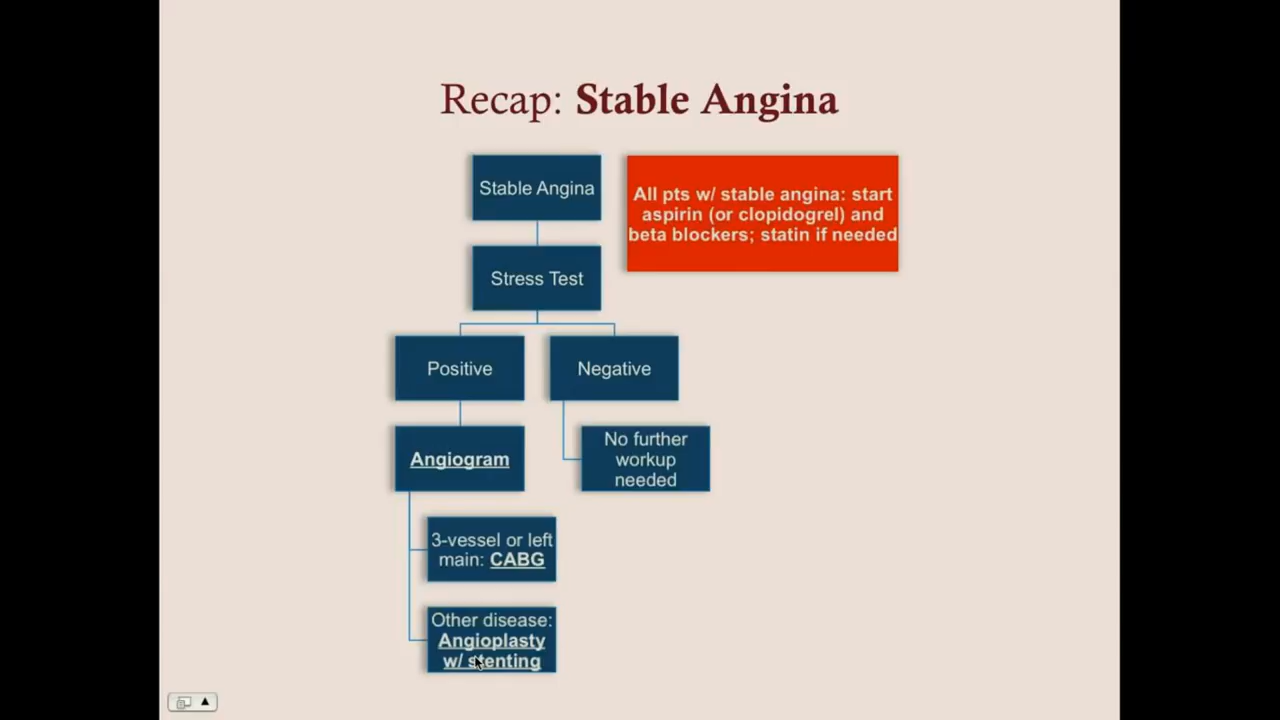 Recap: Stable Angina
Stable Angina
All pts w/ stable angina: start
aspirin (or clopidogrel) and
beta blockers; statin if needed
Stress Test
Positive
Negative
Angiogram
No further
workup
needed
3-vessel or left
main: CABG
Other disease:
Angioplasty
w/ stenting